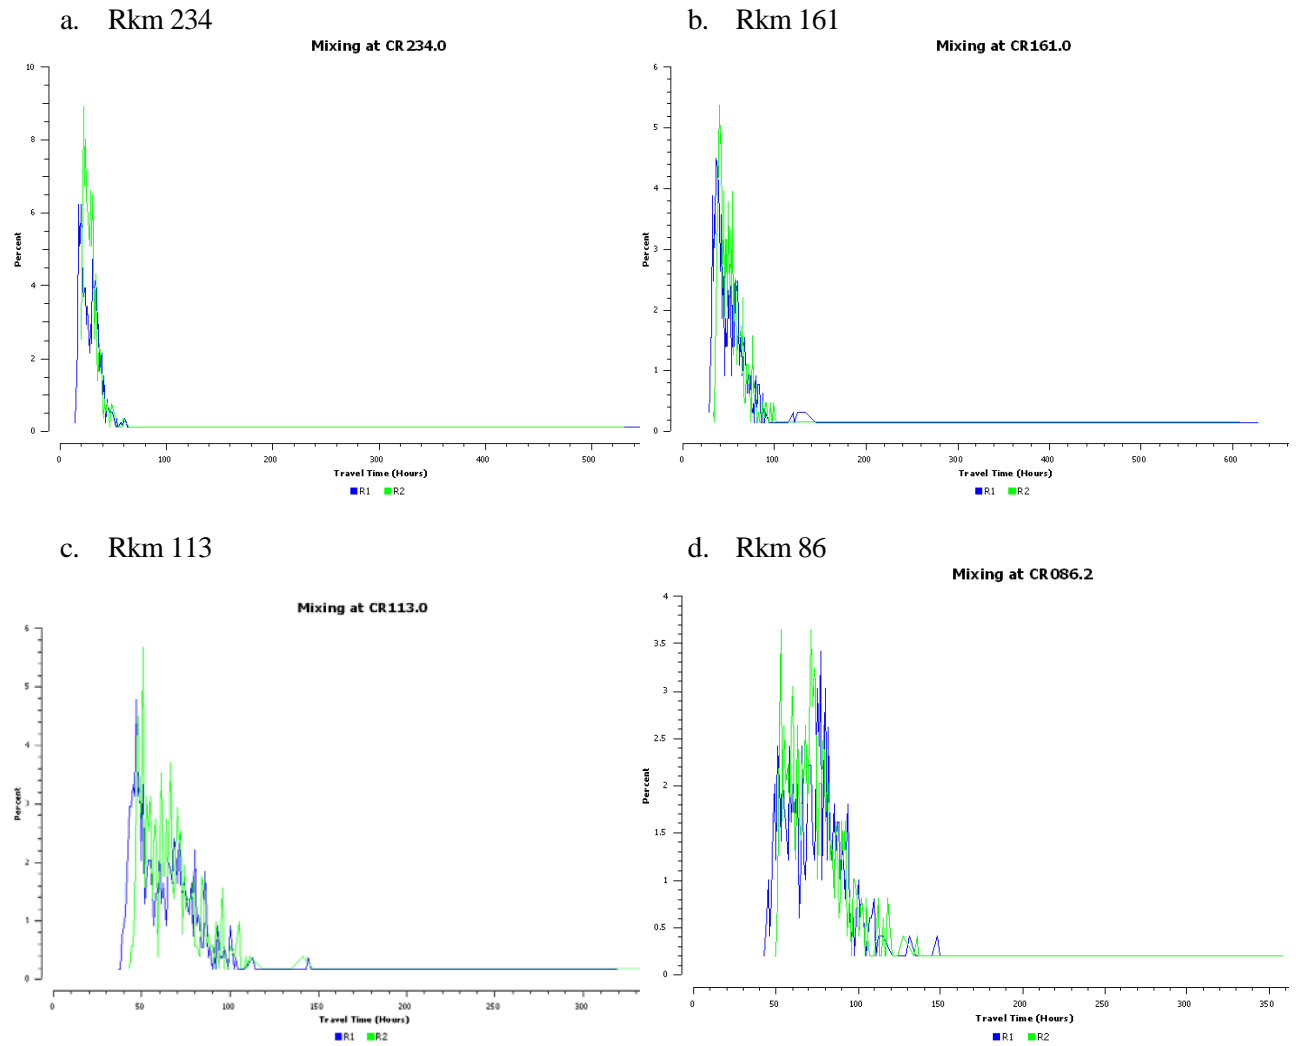 a. Rkm 234
Mixing at CR234.0
Percent
10
8
6
4
2
0
0 100 200 300 400 500
Travel Time (Hours)
R1 R2
b. Rkm 161
Mixing at CR161.0
Percent
6
5
4
3
2
1
0
0 100 200 300 400 500 600
Travel Time (Hours)
R1 R2
c. Rkm 113
Mixing at CR113.0
Percent
6
5
4
3
2
1
0
0 50 100 150 200 250 300
Travel Time (Hours)
R1 R2
d. Rkm 86
Mixing at CR086.2
Percent
4
3.5
3
2.5
2
1.5
1
0.5
0
0 50 100 150 200 250 300 350
Travel Time (Hours)
R1 R2